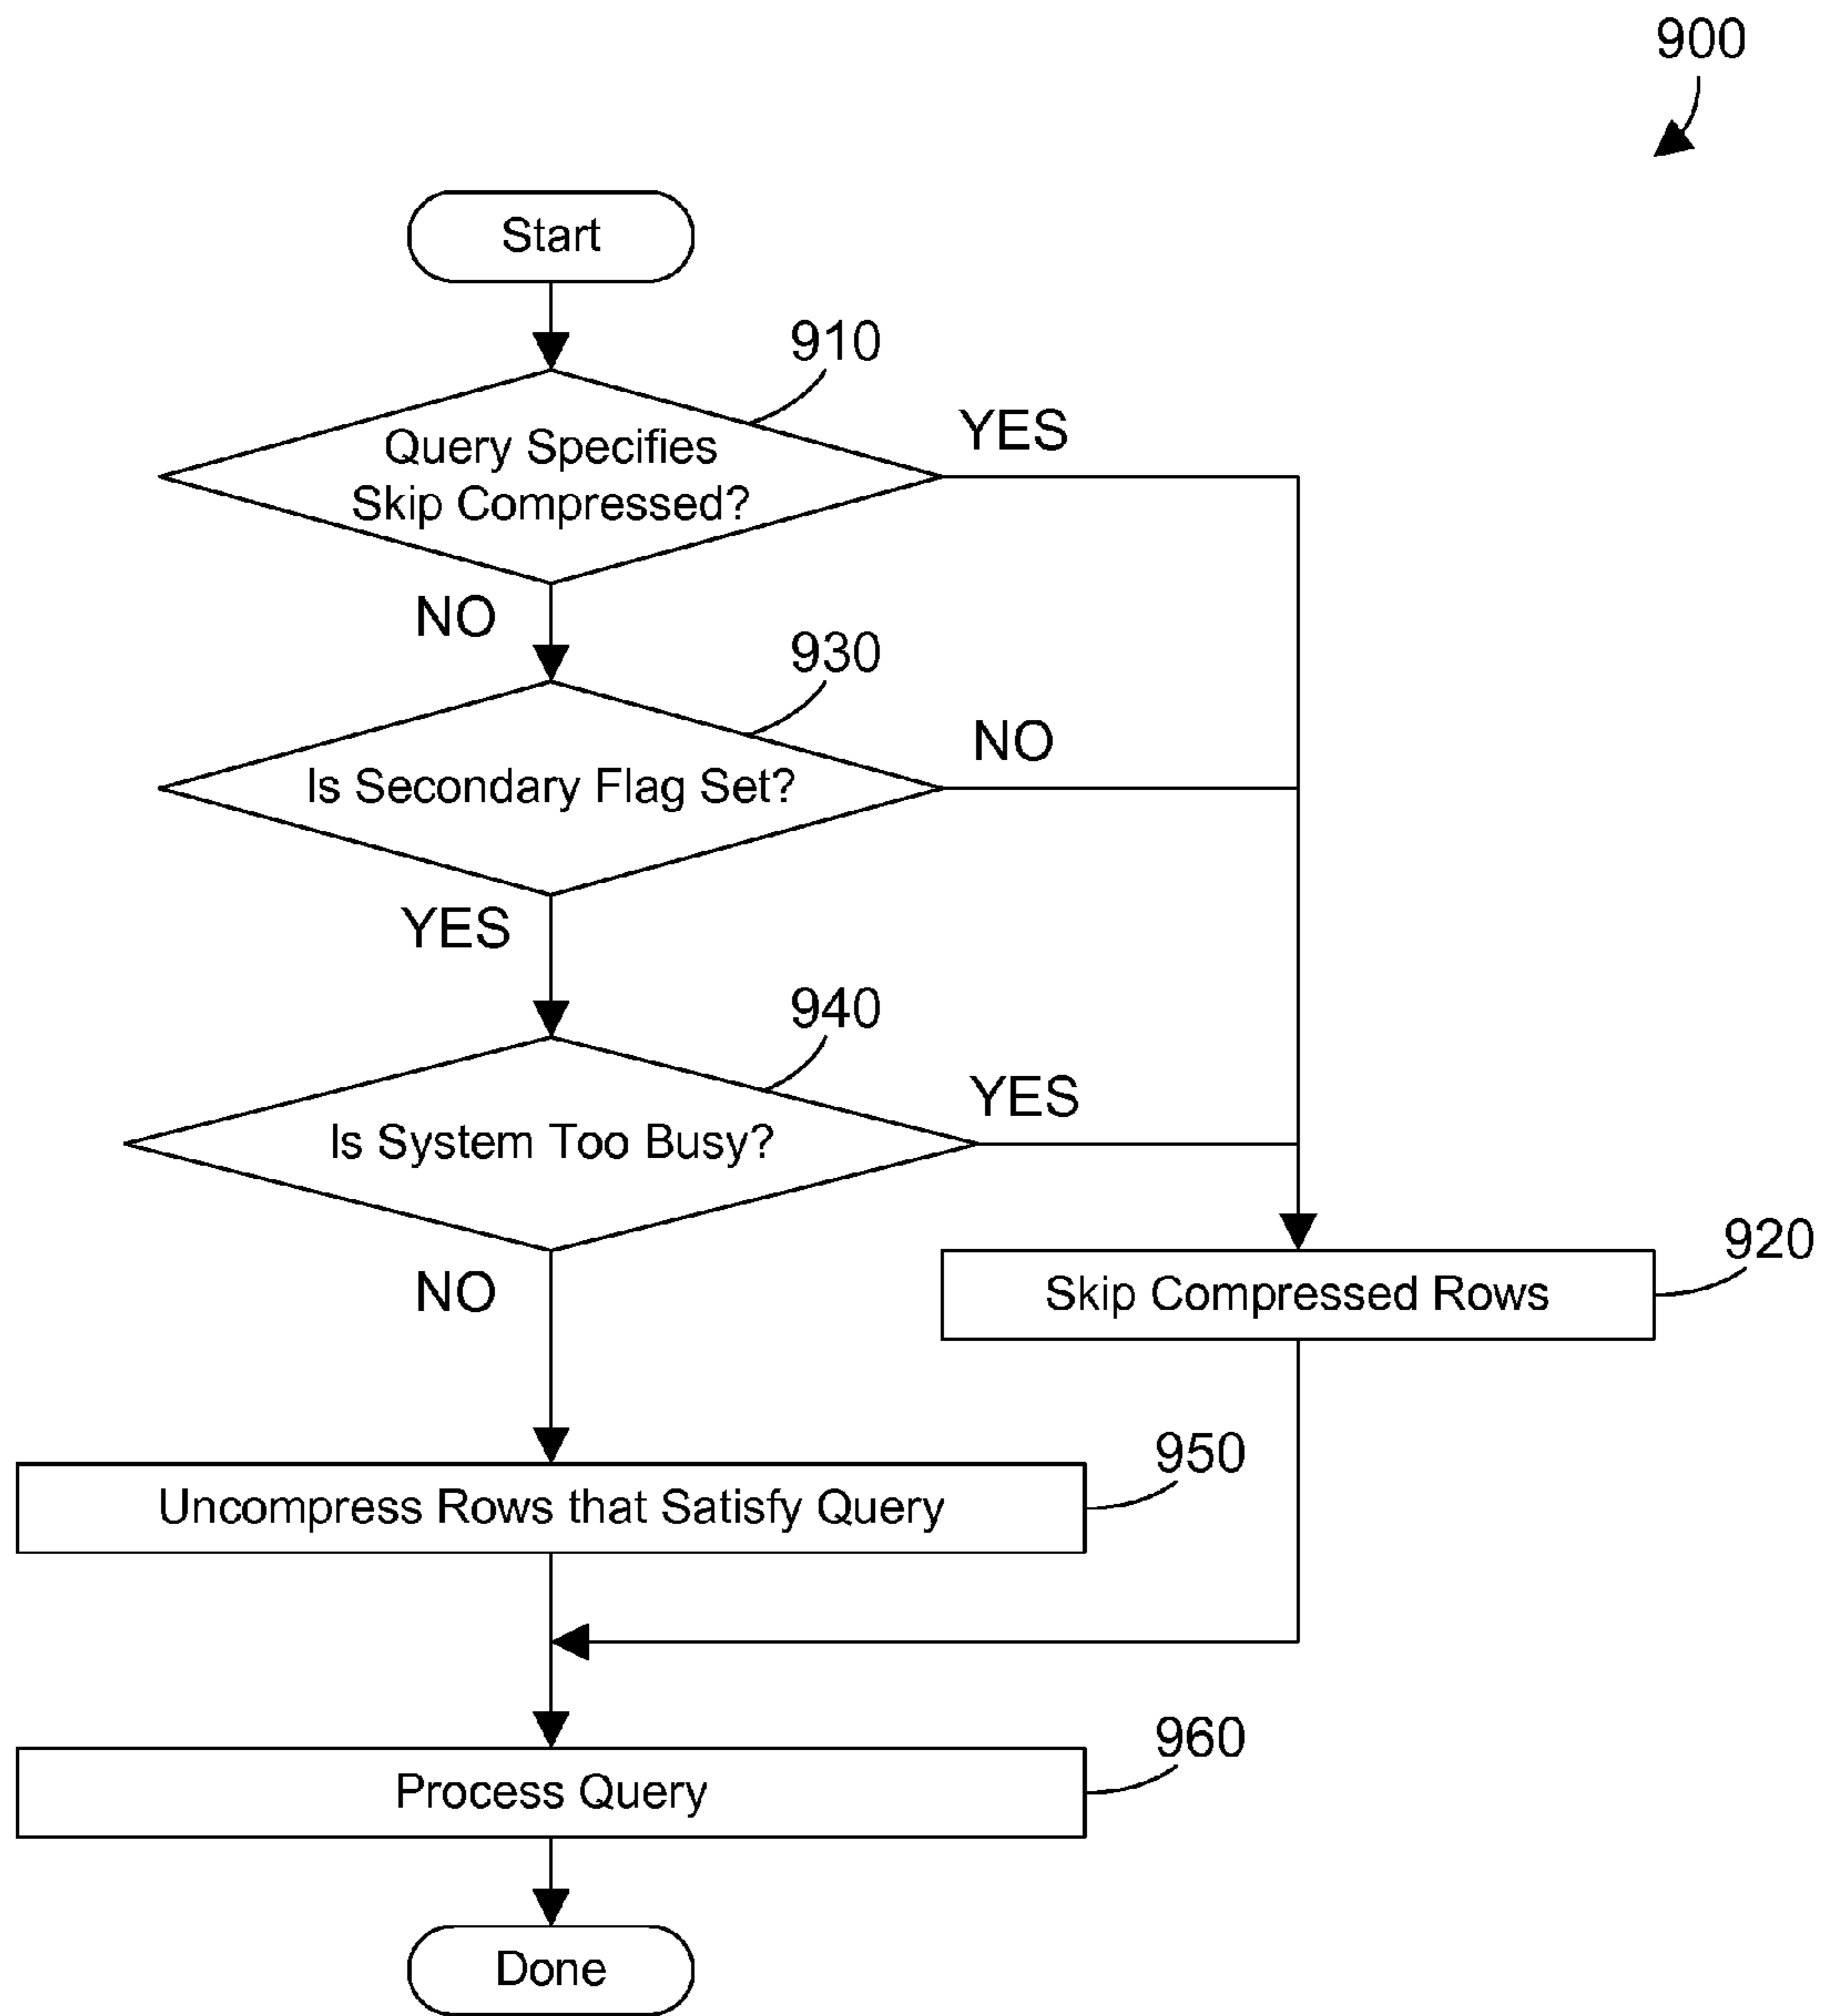 900
Start
910
Query Specifies
Skip Compressed?
YES
NO
930
Is Secondary Flag Set?
NO
YES
940
Is System Too Busy?
YES
NO
920
Skip Compressed Rows
950
Uncompress Rows that Satisfy Query
960
Process Query
Done